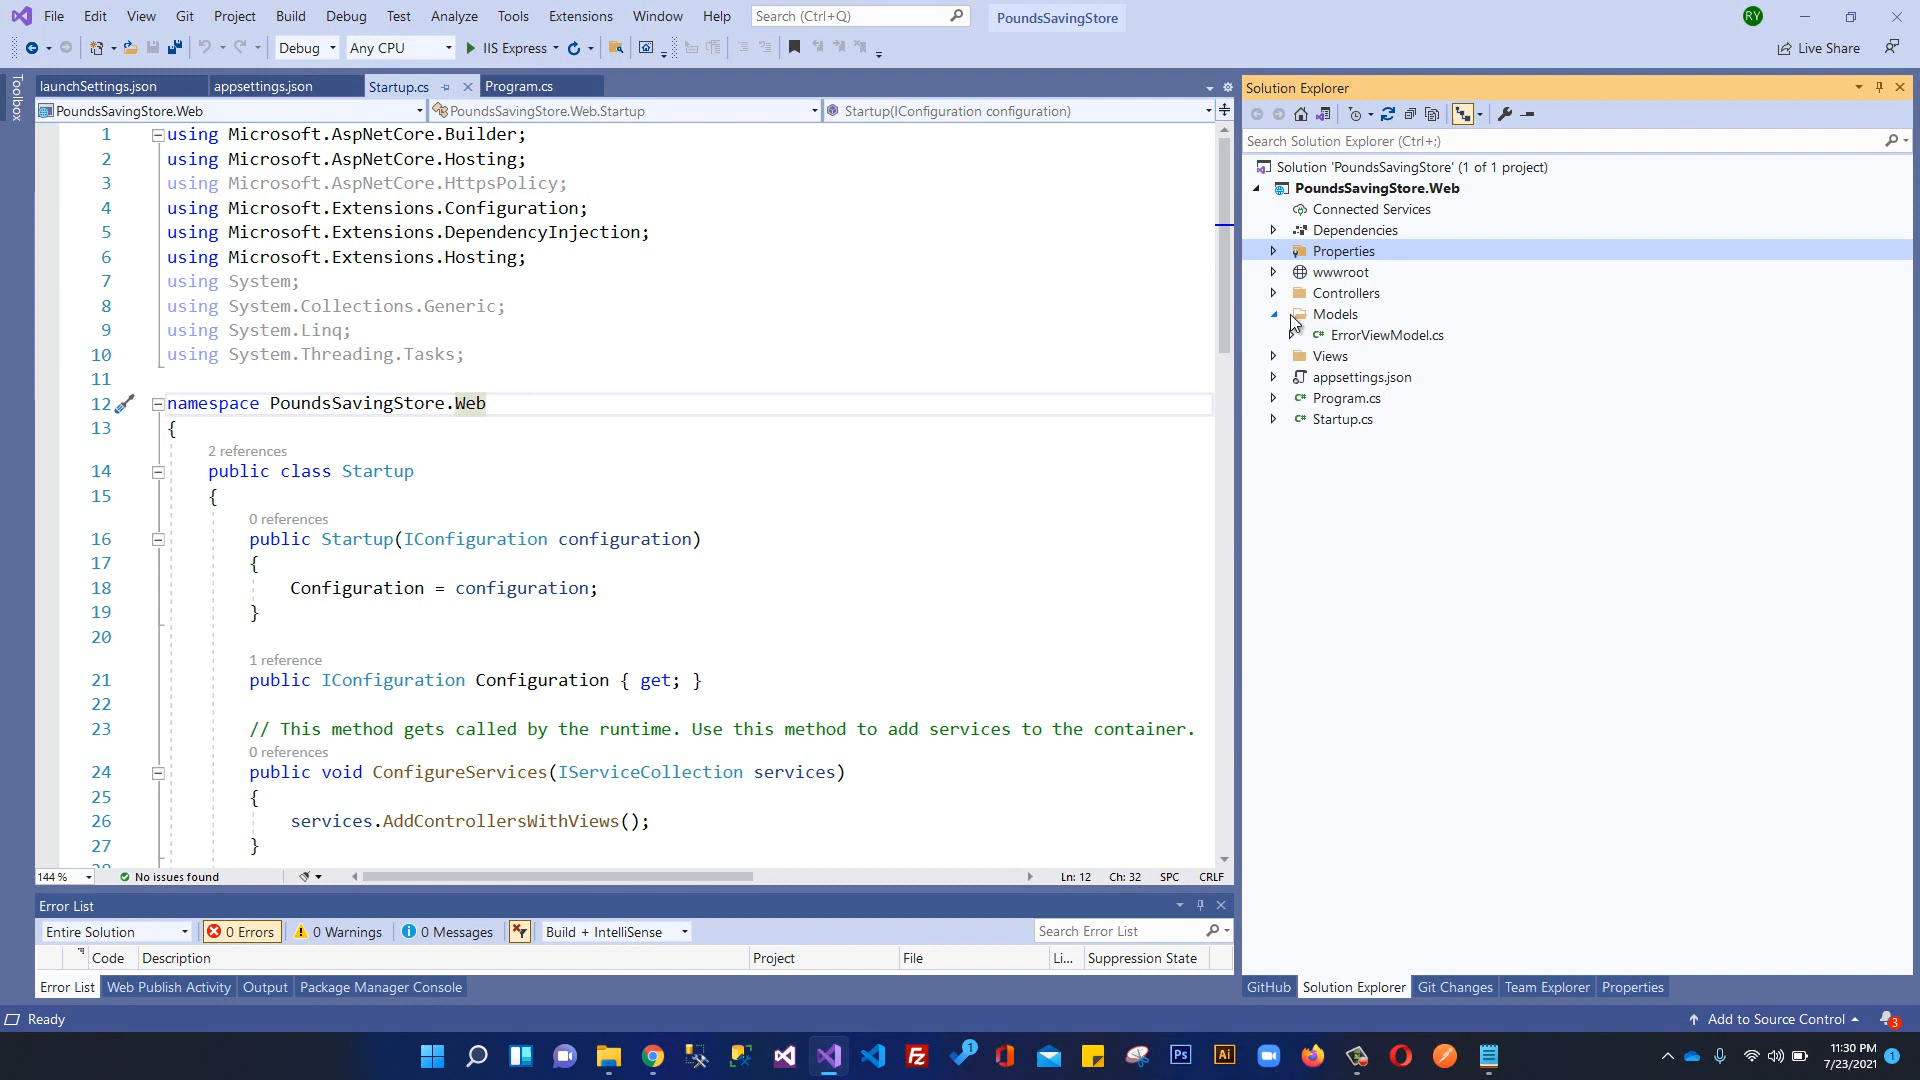 File Edit View Git Project Build Debug Test Analyze Tools Extensions Window Help Search (Ctrl+Q) PoundsSavingStore RY
Debug Any CPU IIS Express Live Share
Toolbox
launchSettings.json appsettings.json Startup.cs Program.cs
PoundsSavingStore.Web PoundsSavingStore.Web.Startup Startup(IConfiguration configuration)
1 using Microsoft.AspNetCore.Builder;
2 using Microsoft.AspNetCore.Hosting;
3 using Microsoft.AspNetCore.HttpsPolicy;
4 using Microsoft.Extensions.Configuration;
5 using Microsoft.Extensions.DependencyInjection;
6 using Microsoft.Extensions.Hosting;
7 using System;
8 using System.Collections.Generic;
9 using System.Linq;
10 using System.Threading.Tasks;
11
12 namespace PoundsSavingStore.Web
13 {
2 references
14 public class Startup
15 {
0 references
16 public Startup(IConfiguration configuration)
17 {
18 Configuration = configuration;
19 }
20
1 reference
21 public IConfiguration Configuration { get; }
22
23 // This method gets called by the runtime. Use this method to add services to the container.
0 references
24 public void ConfigureServices(IServiceCollection services)
25 {
26 services.AddControllersWithViews();
27 }
144 % No issues found Ln: 12 Ch: 32 SPC CRLF
Error List
Entire Solution 0 Errors 0 Warnings 0 Messages Build + IntelliSense Search Error List
Code Description Project File Li... Suppression State
Error List Web Publish Activity Output Package Manager Console
Solution Explorer
Search Solution Explorer (Ctrl+;)
Solution 'PoundsSavingStore' (1 of 1 project)
PoundsSavingStore.Web
Connected Services
Dependencies
Properties
wwwroot
Controllers
Models
C# ErrorViewModel.cs
Views
appsettings.json
C# Program.cs
C# Startup.cs
GitHub Solution Explorer Git Changes Team Explorer Properties
Ready Add to Source Control 3
1 Ps Ai 11:30 PM
7/23/2021 1